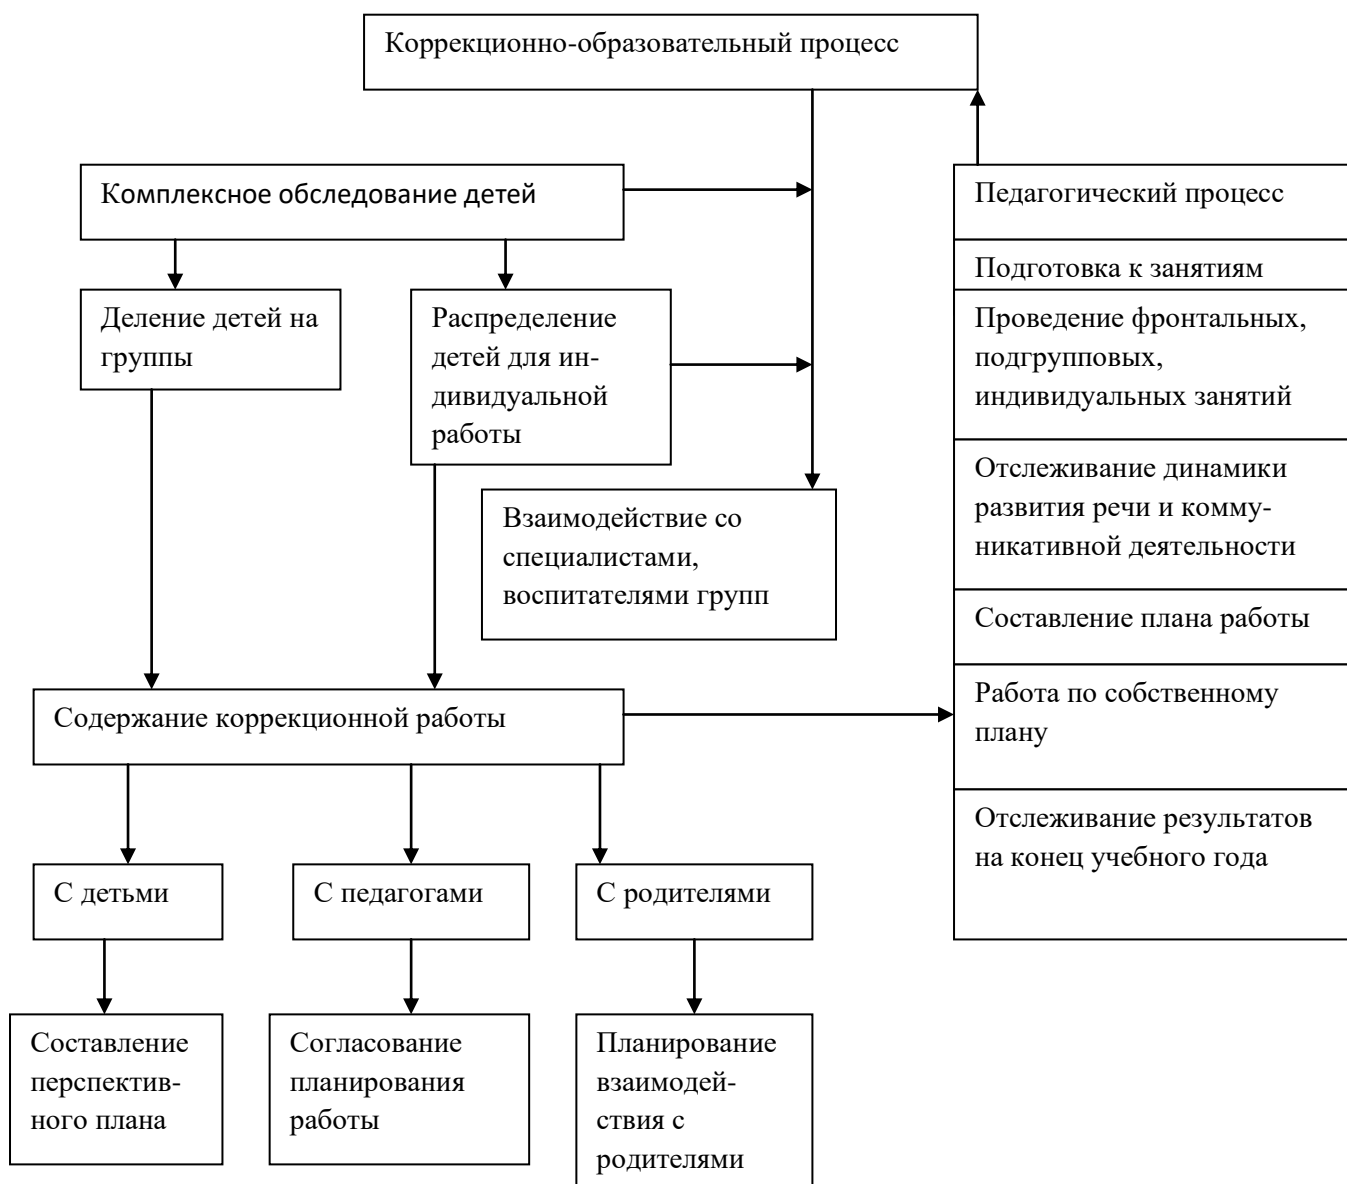 Коррекционно-образовательный процесс
Комплексное обследование детей
Педагогический процесс
Подготовка к занятиям
Деление детей на
группы
Распределение
детей для ин-
дивидуальной
работы
Проведение фронтальных,
подгрупповых,
индивидуальных занятий
Отслеживание динамики
развития речи и комму-
никативной деятельности
Взаимодействие со
специалистами,
воспитателями групп
Составление плана работы
Содержание коррекционной работы
Работа по собственному
плану
Отслеживание результатов
на конец учебного года
С детьми
С педагогами
С родителями
Составление
перспектив-
ного плана
Согласование
планирования
работы
Планирование
взаимодей-
ствия с
родителями